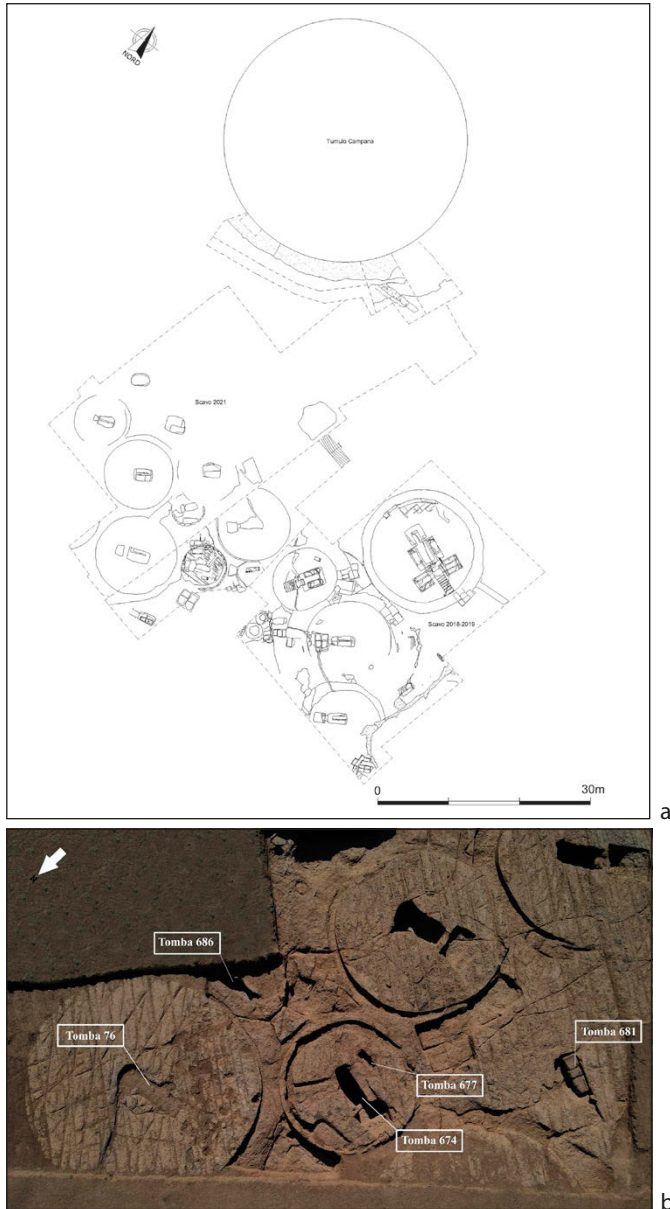 NORD
Tumulo Campana
Scavo 2021
Scavo 2018-2019
0
30m
a
Tomba 686
Tomba 76
Tomba 681
Tomba 677
Tomba 674
b